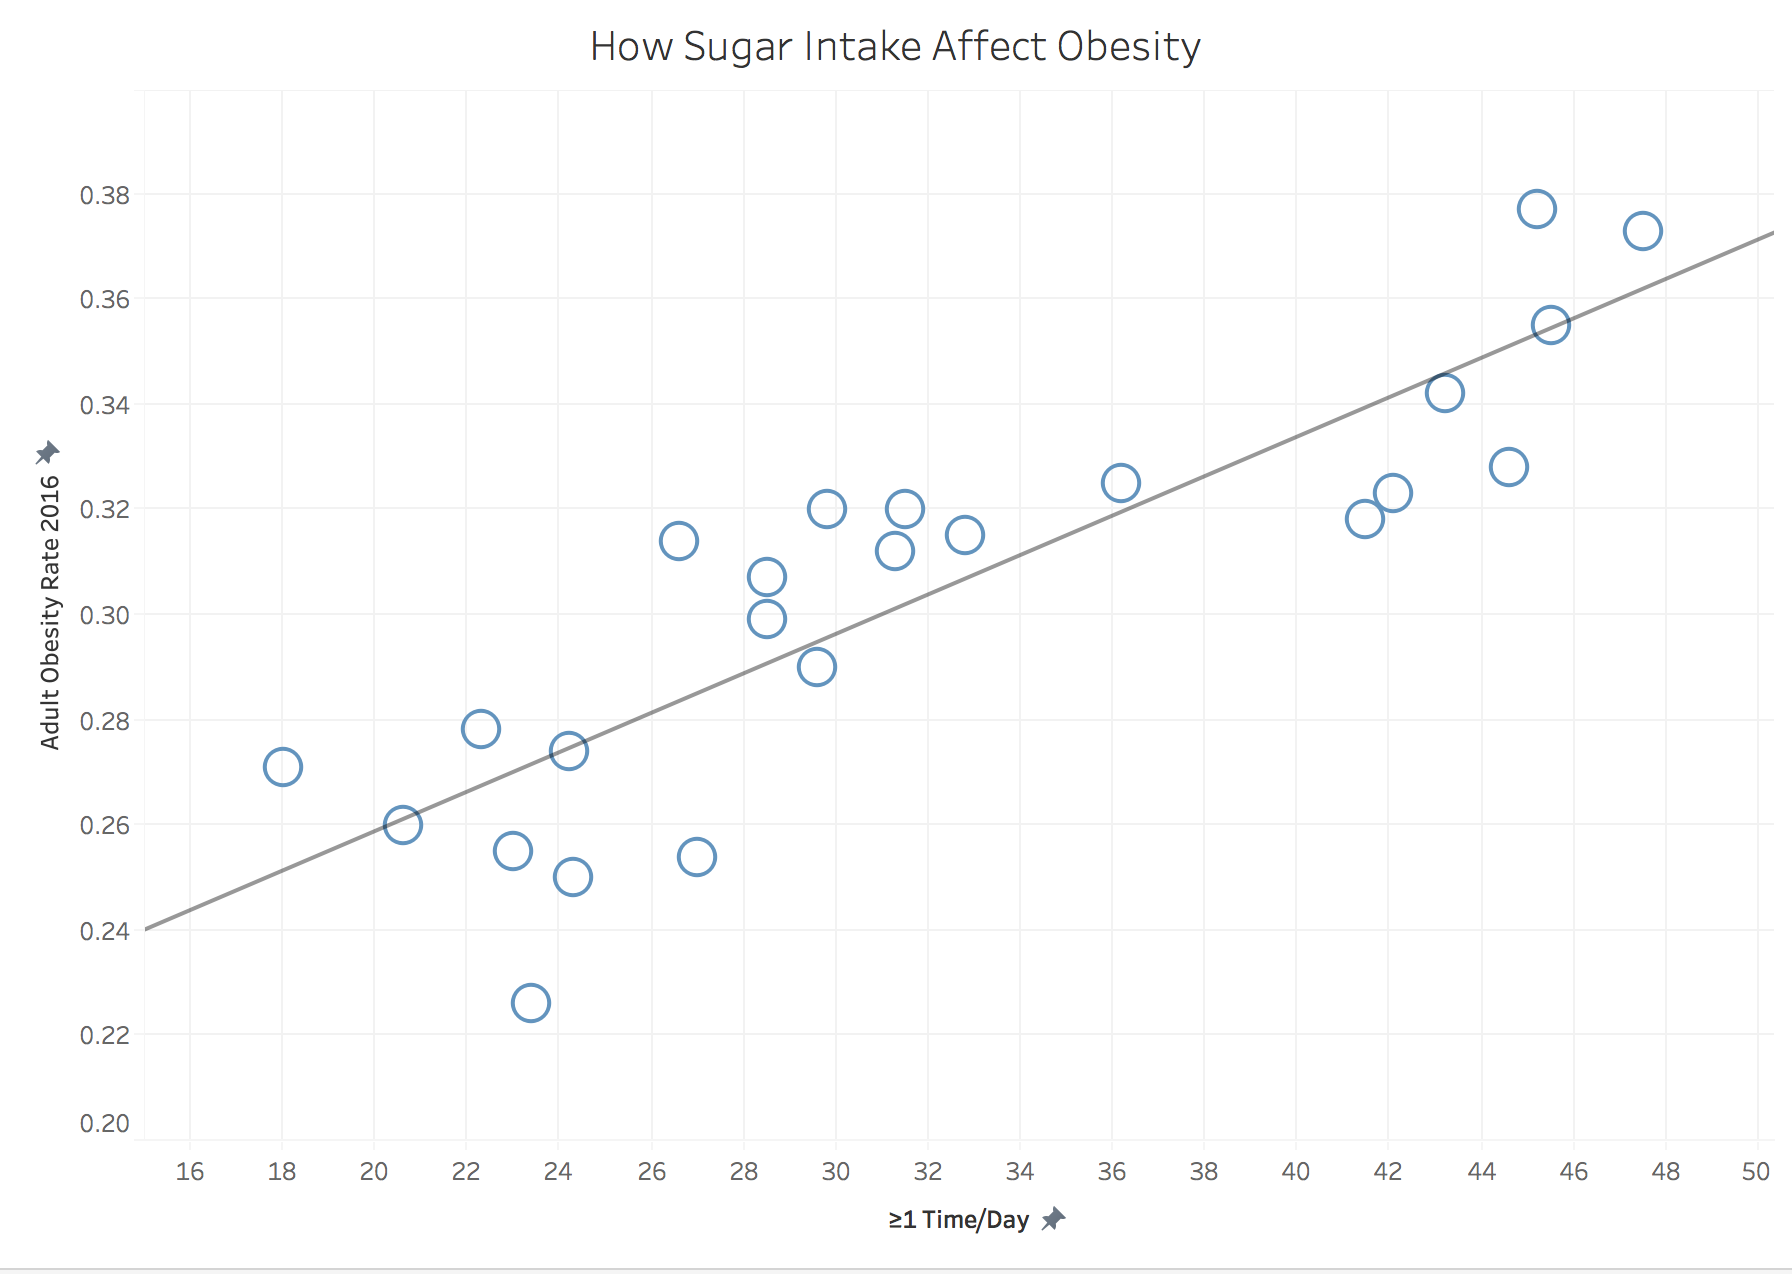 How Sugar Intake Affect Obesity
0.38
0.36
0.34
0.32
0.30
0.28
0.26
0.24
0.22
0.20
Adult Obesity Rate 2016
16 18 20 22 24 26 28 30 32 34 36 38 40 42 44 46 48 50
≥1 Time/Day